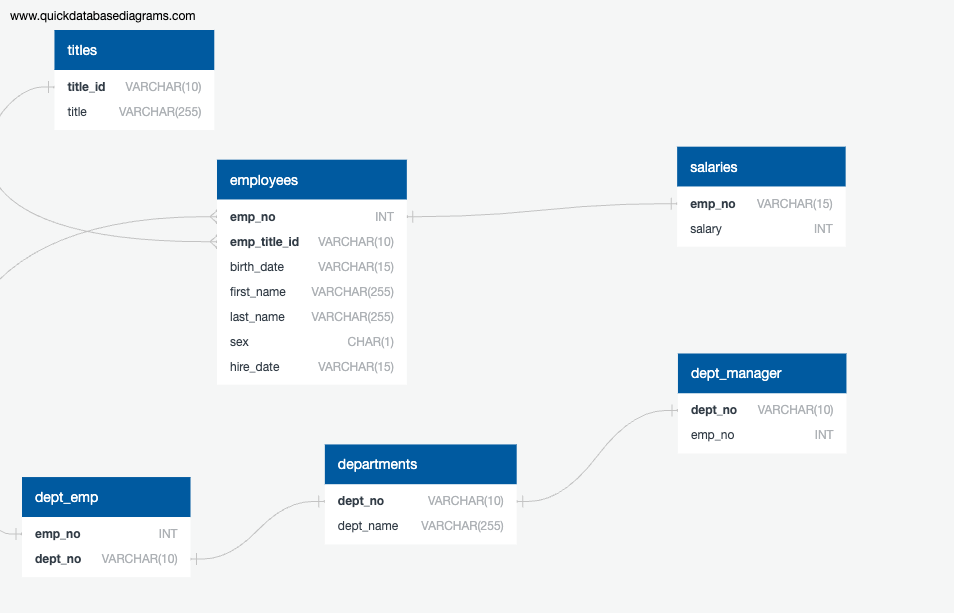 www.quickdatabasediagrams.com
titles
title_id VARCHAR(10)
title VARCHAR(255)
employees
emp_no INT
emp_title_id VARCHAR(10)
birth_date VARCHAR(15)
first_name VARCHAR(255)
last_name VARCHAR(255)
sex CHAR(1)
hire_date VARCHAR(15)
salaries
emp_no VARCHAR(15)
salary INT
dept_manager
dept_no VARCHAR(10)
emp_no INT
departments
dept_no VARCHAR(10)
dept_name VARCHAR(255)
dept_emp
emp_no INT
dept_no VARCHAR(10)